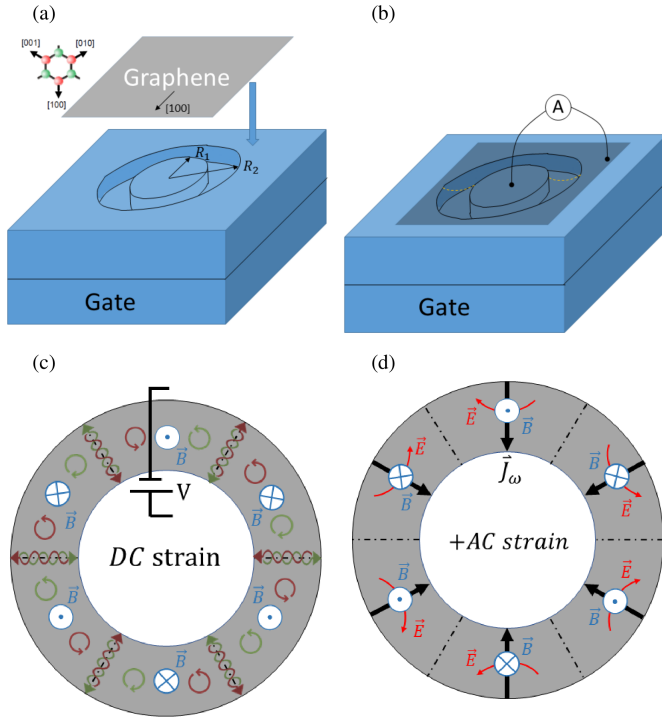 (a)
(b)
[001]
[010]
[100]
Graphene
[100]
A
R₁
R₂
Gate
Gate
(c)
(d)
V
B⃗
B⃗
B⃗
B⃗
B⃗
B⃗
DC strain
E⃗
B⃗
J⃗ω
E⃗
B⃗
B⃗
E⃗
+AC strain
B⃗
E⃗
E⃗
B⃗
E⃗
B⃗